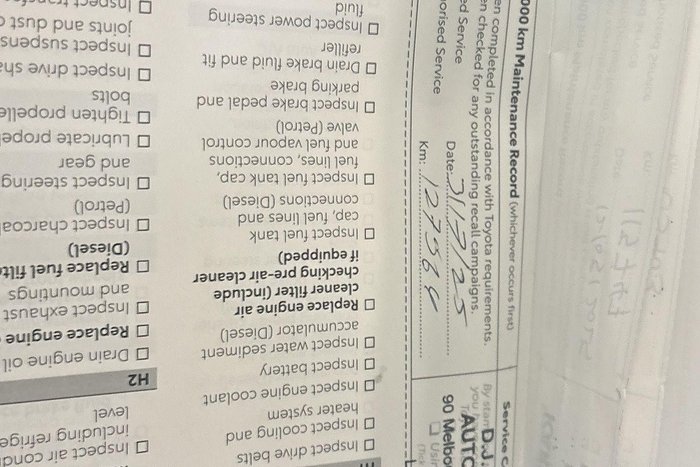 ☐ Inspect drive belts
☐ Inspect cooling and
heater system
☐ Inspect engine coolant
☐ Inspect battery
☐ Inspect water sediment
accumulator (Diesel)
☐ Replace engine air
cleaner filter (include
checking pre-air cleaner
if equipped)
☐ Inspect fuel tank
cap, fuel lines and
connections (Diesel)
☐ Inspect fuel tank cap,
fuel lines, connections
and fuel vapour control
valve (Petrol)
☐ Inspect brake pedal and
parking brake
☐ Drain brake fluid and fit
refiller
☐ Inspect power steering
fluid
☐ Inspect air cond
including refrige
level
H2
☐ Drain engine oil
☐ Replace engine
☐ Inspect exhaust
and mountings
☐ Replace fuel filte
(Diesel)
☐ Inspect charcoal
(Petrol)
☐ Inspect steering
and gear
☐ Lubricate propel
☐ Tighten propelle
bolts
☐ Inspect drive sha
☐ Inspect suspens
joints and dust
☐ Inspect
000 km Maintenance Record (whichever occurs first)
en completed in accordance with Toyota requirements.
en checked for any outstanding recall campaigns.
ed Service
Date: 31/7/25
orised Service
Km:
Service
By stam
D.J.
AUTO
90 Melbo